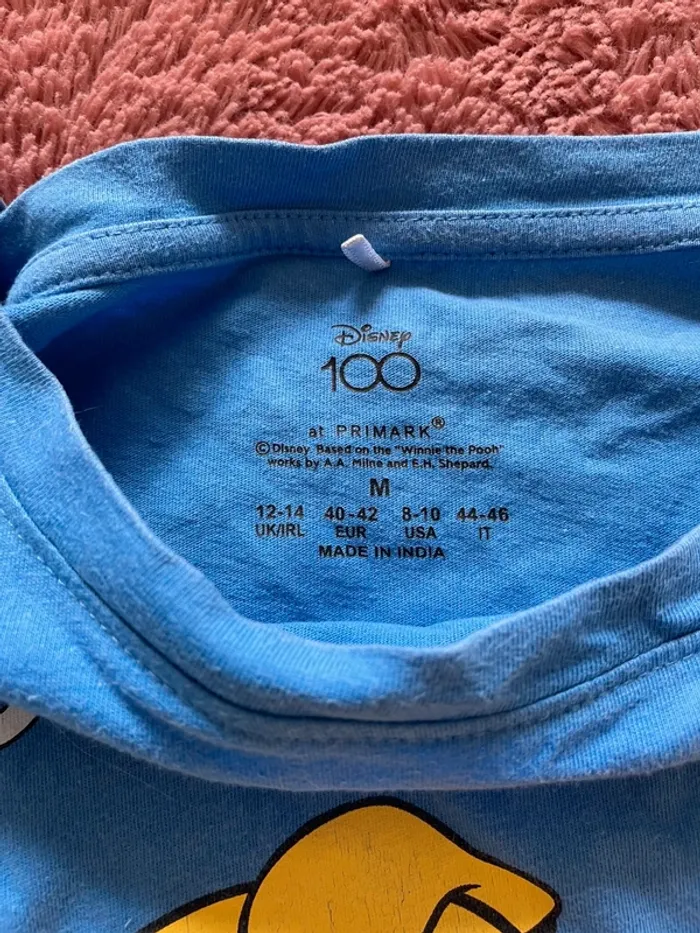 Disney
100
at PRIMARK®
©Disney. Based on the "Winnie the Pooh"
works by A.A. Milne and E.H. Shepard.
M
12-14 40-42 8-10 44-46
UK/IRL EUR USA IT
MADE IN INDIA